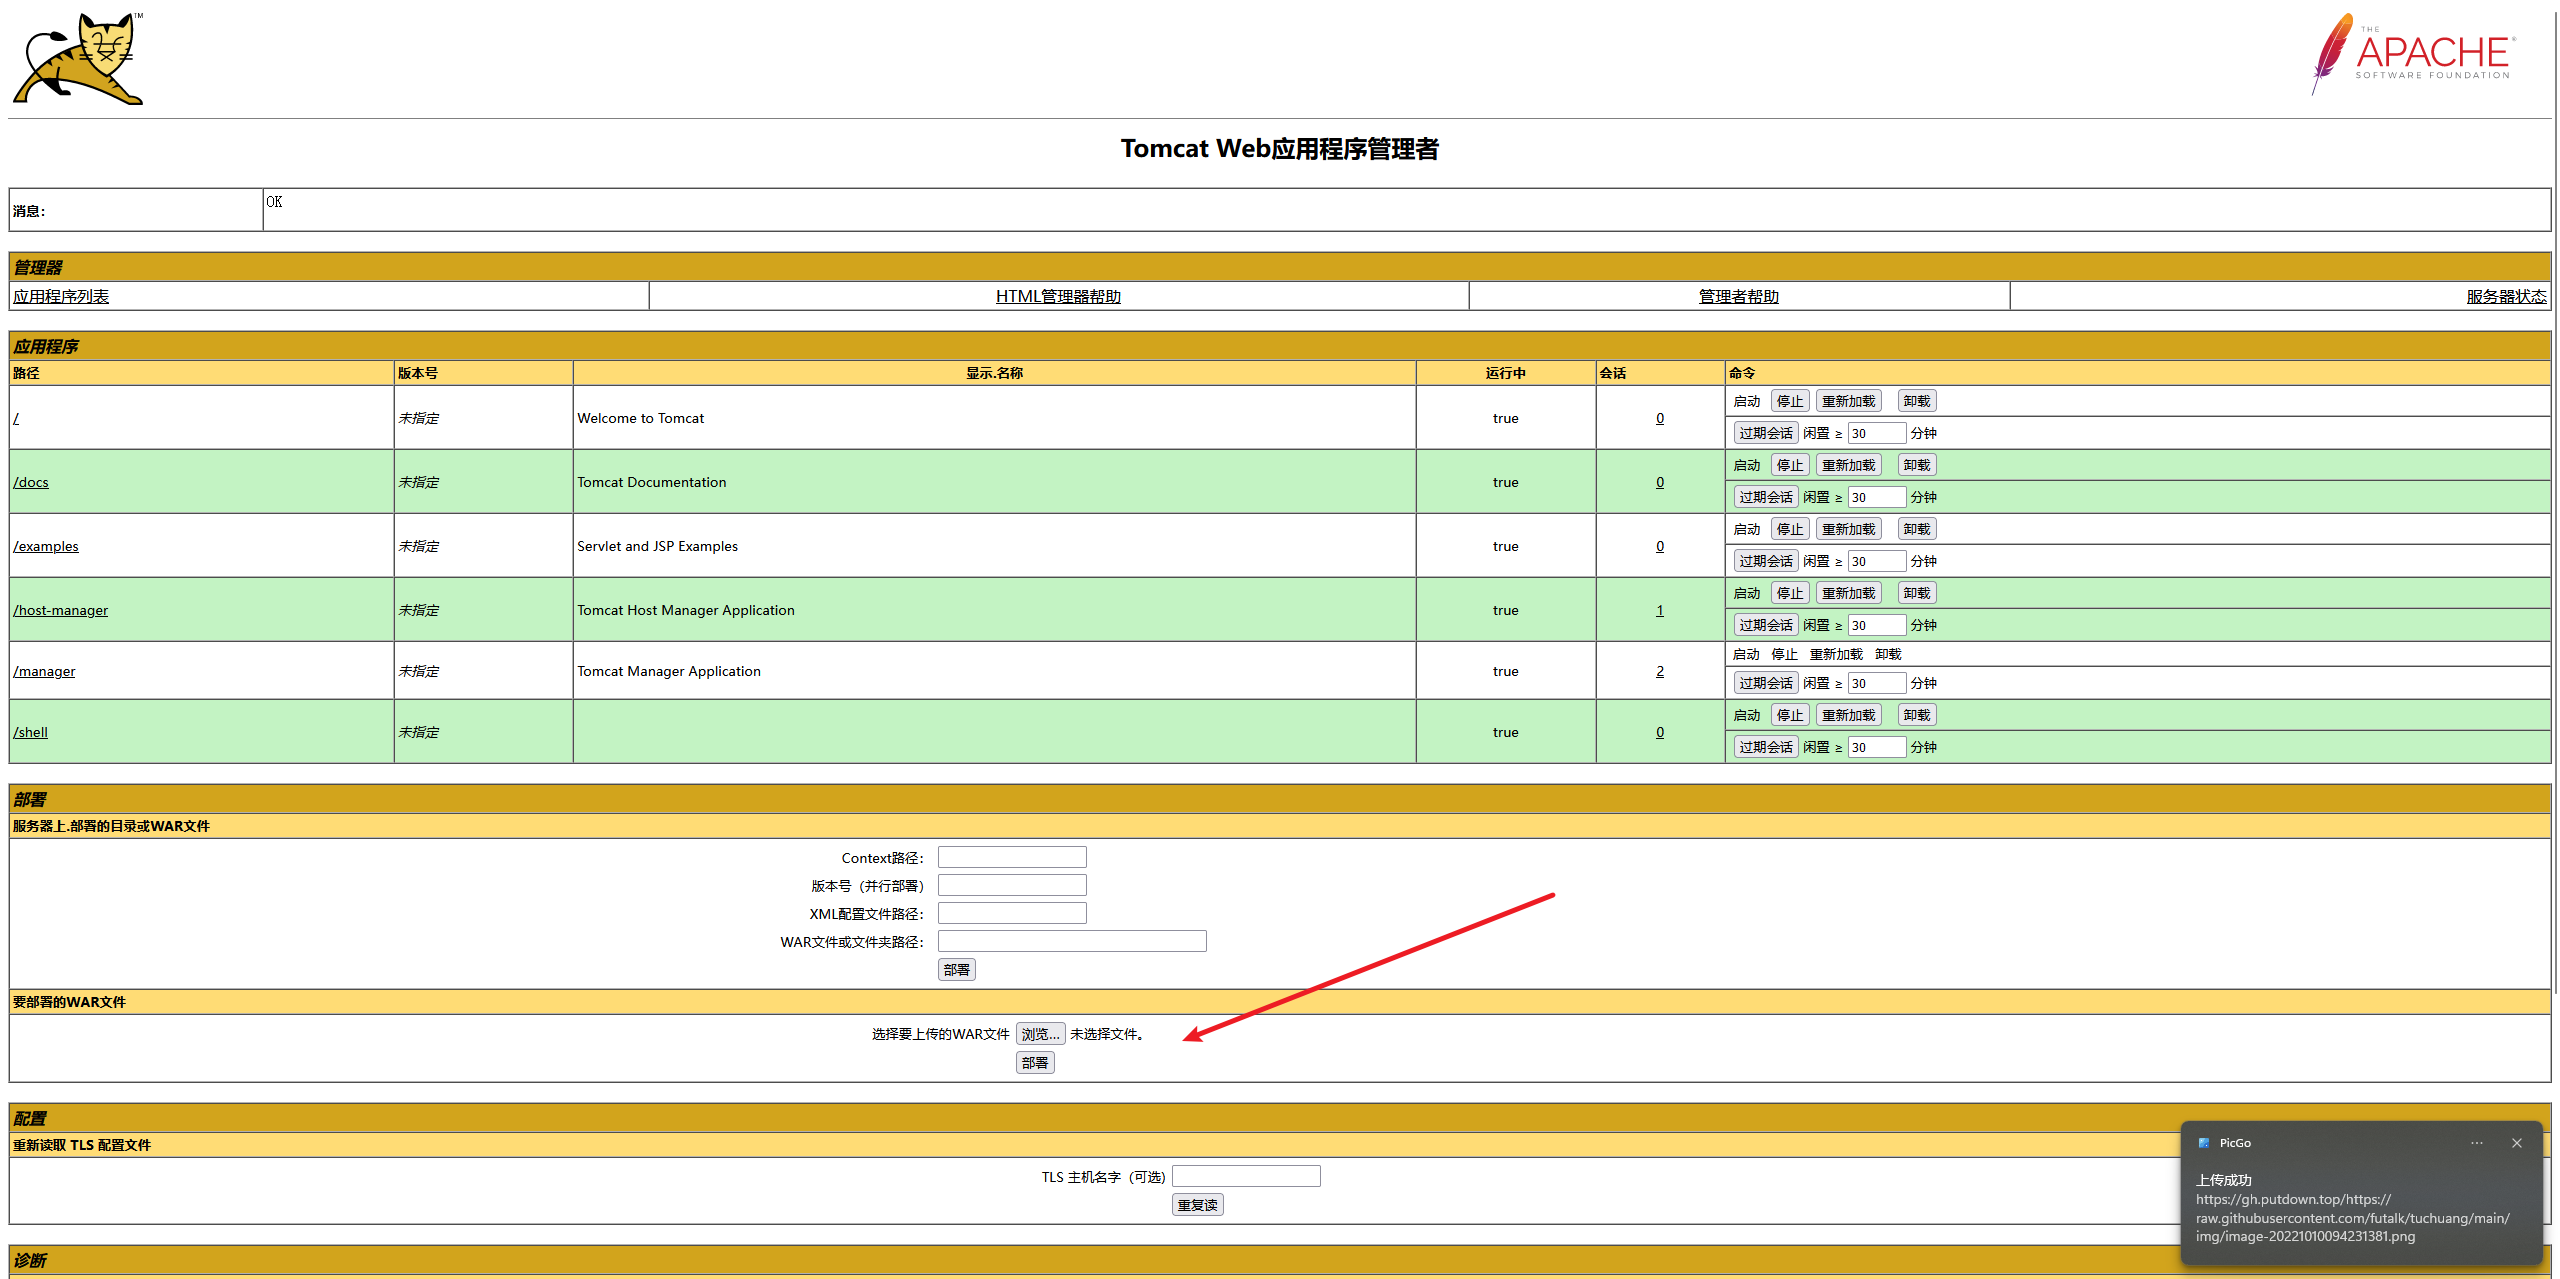 TM
THE
APACHE®
SOFTWARE FOUNDATION
Tomcat Web应用程序管理者
消息: OK
管理器
应用程序列表 HTML管理器帮助 管理者帮助 服务器状态
应用程序
路径 版本号 显示.名称 运行中 会话 命令
/ 未指定 Welcome to Tomcat true 0 启动 停止 重新加载 卸载
过期会话 闲置 ≥ 30 分钟
/docs 未指定 Tomcat Documentation true 0 启动 停止 重新加载 卸载
过期会话 闲置 ≥ 30 分钟
/examples 未指定 Servlet and JSP Examples true 0 启动 停止 重新加载 卸载
过期会话 闲置 ≥ 30 分钟
/host-manager 未指定 Tomcat Host Manager Application true 1 启动 停止 重新加载 卸载
过期会话 闲置 ≥ 30 分钟
/manager 未指定 Tomcat Manager Application true 2 启动 停止 重新加载 卸载
过期会话 闲置 ≥ 30 分钟
/shell 未指定 true 0 启动 停止 重新加载 卸载
过期会话 闲置 ≥ 30 分钟
部署
服务器上.部署的目录或WAR文件
Context路径:
版本号（并行部署）
XML配置文件路径:
WAR文件或文件夹路径:
部署
要部署的WAR文件
选择要上传的WAR文件 浏览... 未选择文件。
部署
配置
重新读取 TLS 配置文件
TLS 主机名字（可选)
重复读
诊断
PicGo
上传成功
https://gh.putdown.top/https://
raw.githubusercontent.com/futalk/tuchuang/main/
img/image-20221010094231381.png